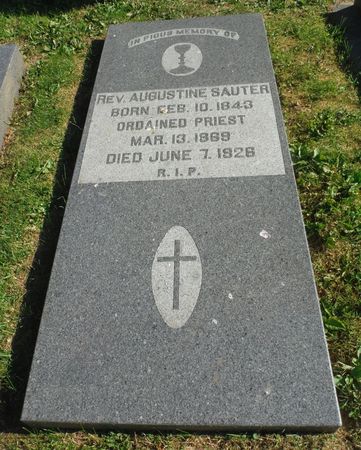 IN PIOUS MEMORY OF
REV. AUGUSTINE SAUTER
BORN FEB. 10. 1843
ORDAINED PRIEST
MAR. 13. 1869
DIED JUNE 7. 1926
R. I. P.